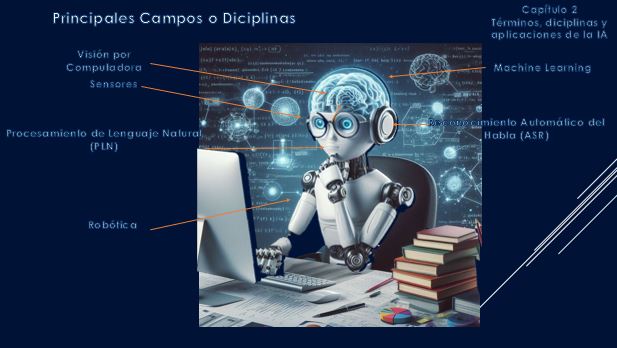 Principales Campos o Diciplinas
Capítulo 2
Términos, diciplinas y
aplicaciones de la IA
Visión por
Computadora
Sensores
Machine Learning
Procesamiento de Lenguaje Natural
(PLN)
Reconocimiento Automático del
Habla (ASR)
Robótica